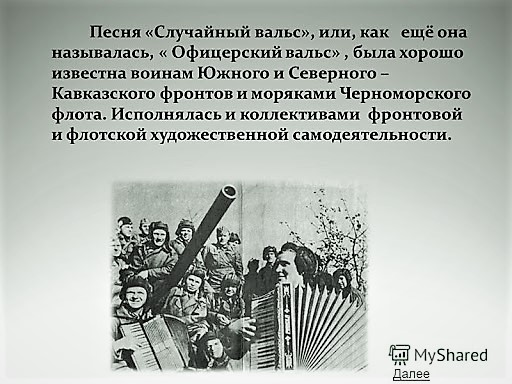 Песня «Случайный вальс», или, как ещё она
называлась, « Офицерский вальс» , была хорошо
известна воинам Южного и Северного –
Кавказского фронтов и моряками Черноморского
флота. Исполнялась и коллективами фронтовой
и флотской художественной самодеятельности.
MyShared
Далее